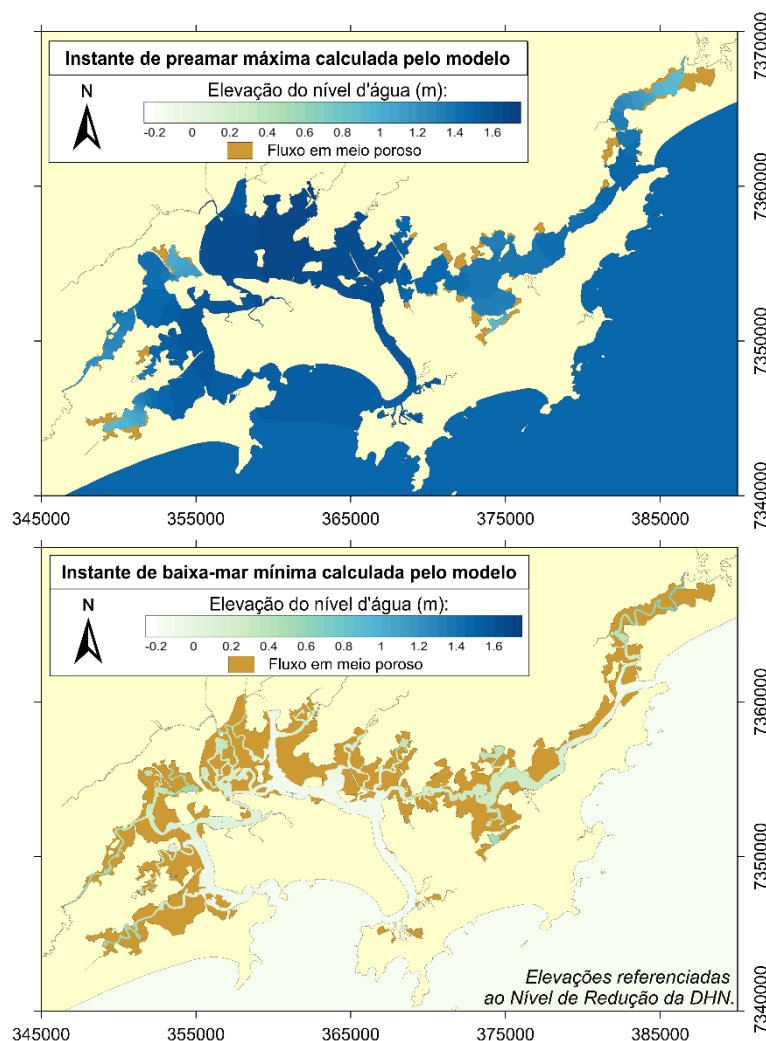 Instante de preamar máxima calculada pelo modelo
N
Elevação do nível d'água (m):
-0.2 0 0.2 0.4 0.6 0.8 1 1.2 1.4 1.6
Fluxo em meio poroso
7370000
7360000
7350000
7340000
345000 355000 365000 375000 385000
Instante de baixa-mar mínima calculada pelo modelo
N
Elevação do nível d'água (m):
-0.2 0 0.2 0.4 0.6 0.8 1 1.2 1.4 1.6
Fluxo em meio poroso
7360000
7350000
7340000
Elevações referenciadas
ao Nível de Redução da DHN.
345000 355000 365000 375000 385000